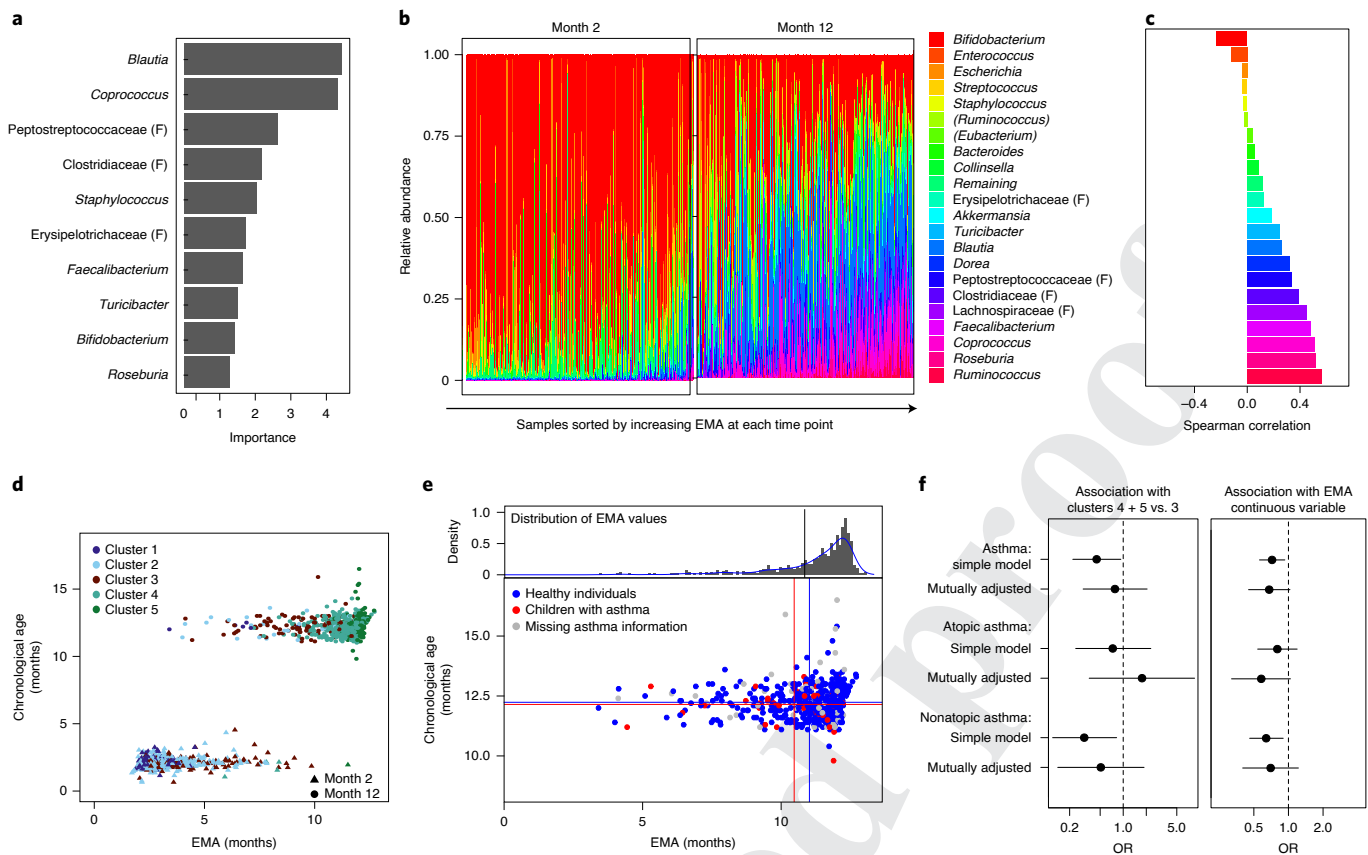 a
Blautia
Coprococcus
Peptostreptococcaceae (F)
Clostridiaceae (F)
Staphylococcus
Erysipelotrichaceae (F)
Faecalibacterium
Turicibacter
Bifidobacterium
Roseburia
0 1 2 3 4
Importance
b
Month 2 Month 12
Relative abundance
1.00
0.75
0.50
0.25
0
Samples sorted by increasing EMA at each time point
Bifidobacterium
Enterococcus
Escherichia
Streptococcus
Staphylococcus
(Ruminococcus)
(Eubacterium)
Bacteroides
Collinsella
Remaining
Erysipelotrichaceae (F)
Akkermansia
Turicibacter
Blautia
Dorea
Peptostreptococcaceae (F)
Clostridiaceae (F)
Lachnospiraceae (F)
Faecalibacterium
Coprococcus
Roseburia
Ruminococcus
c
−0.4 0.0 0.4
Spearman correlation
d
Cluster 1
Cluster 2
Cluster 3
Cluster 4
Cluster 5
Chronological age
(months)
15
10
5
0
Month 2
Month 12
0 5 10
EMA (months)
e
Distribution of EMA values
Density
1.0
0.5
0
Healthy individuals
Children with asthma
Missing asthma information
Chronological age
(months)
15.0
12.5
10.0
0 5 10
EMA (months)
f
Association with
clusters 4 + 5 vs. 3
Association with EMA
continuous variable
Asthma:
simple model
Mutually adjusted
Atopic asthma:
Simple model
Mutually adjusted
Nonatopic asthma:
Simple model
Mutually adjusted
0.2 1.0 5.0
OR
0.5 1.0 2.0
OR
proof